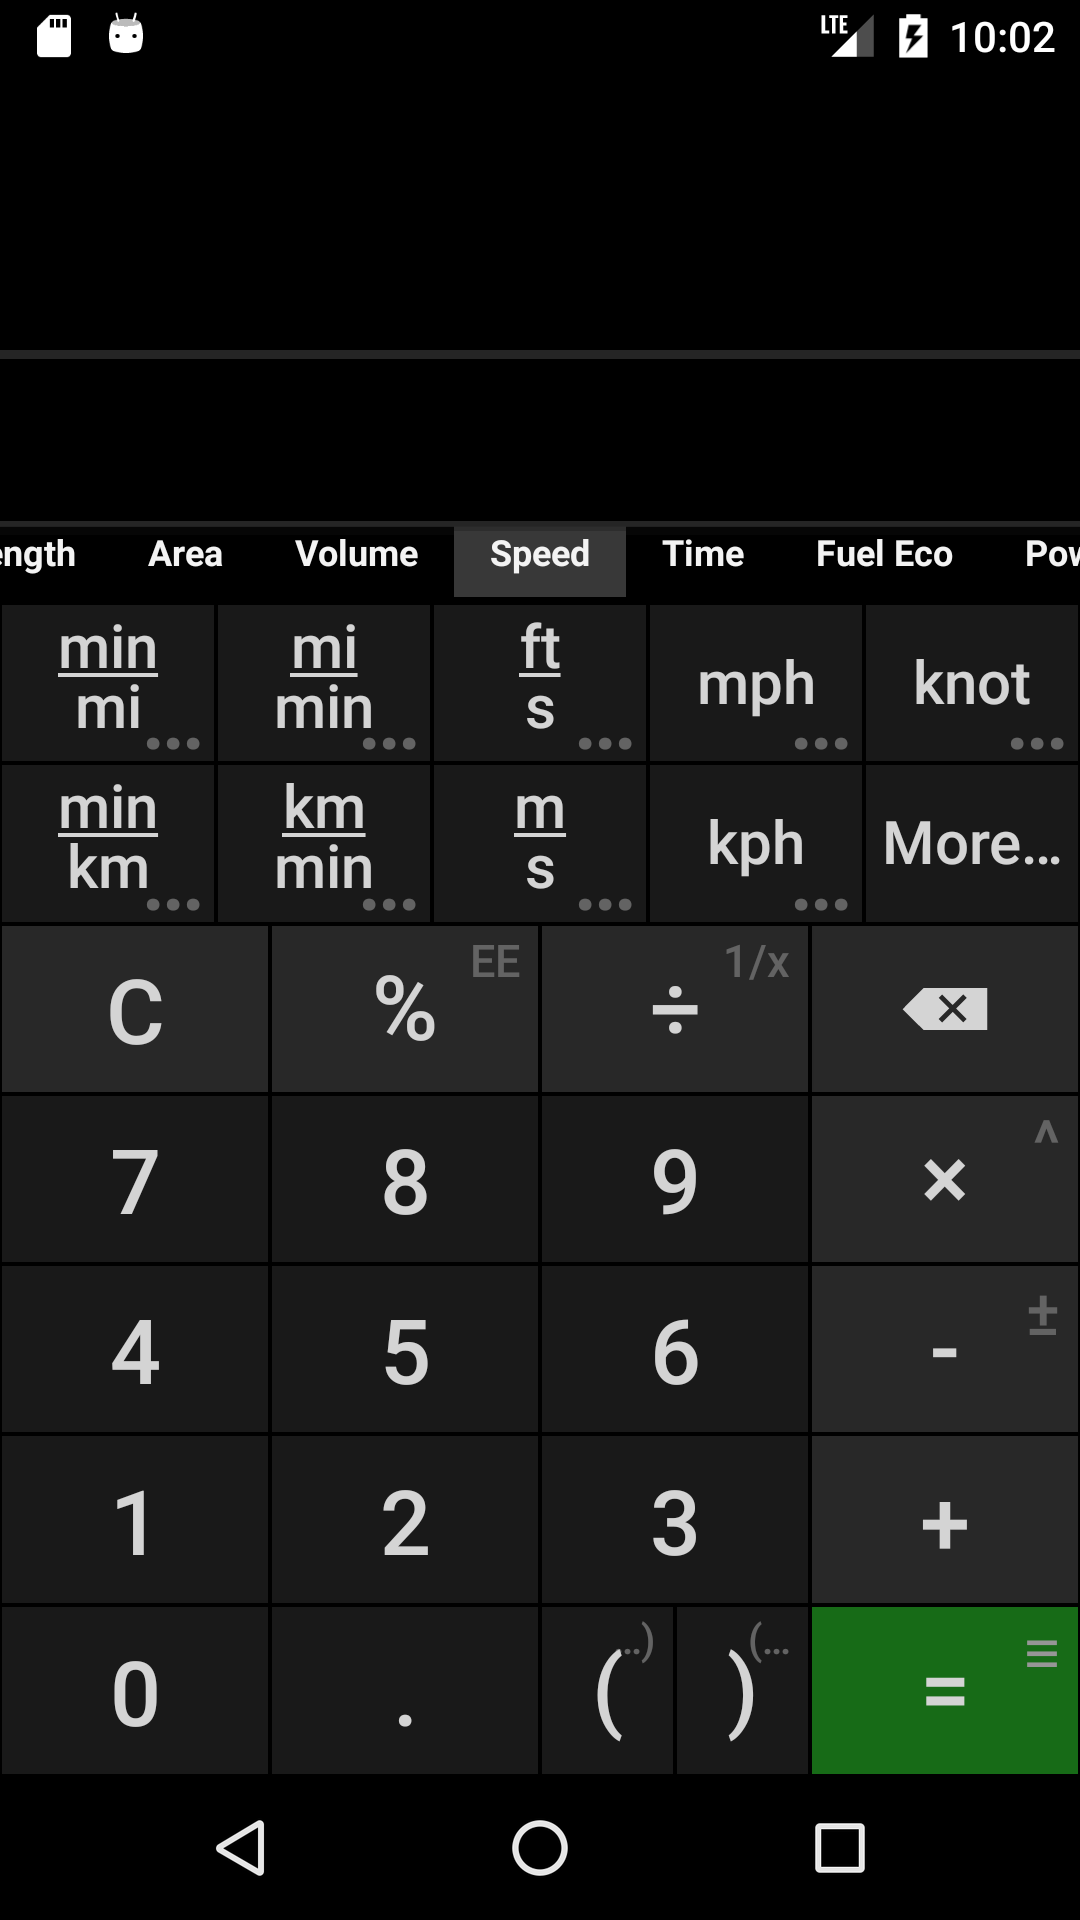 LTE 10:02
ength Area Volume Speed Time Fuel Eco Pow
min mi ft mph knot
mi min s
min km m kph More...
km min s
C % EE ÷ 1/x
7 8 9 × ^
4 5 6 - ±
1 2 3 +
0 . ( ..) ) (... =